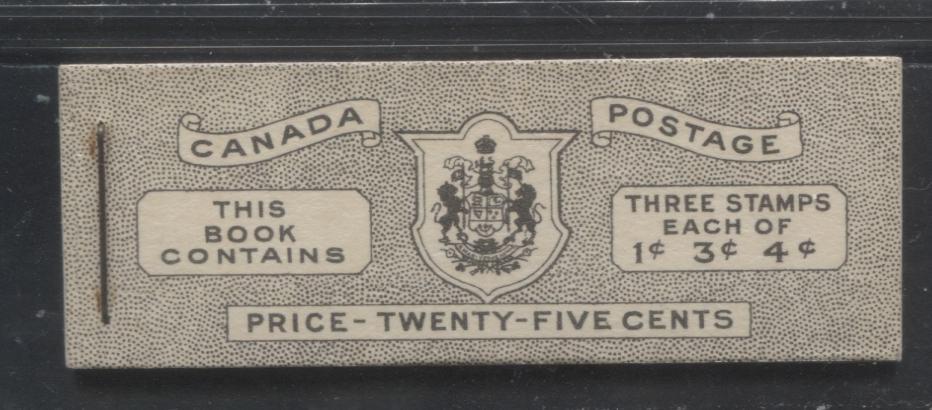 CANADA
POSTAGE
THIS
BOOK
CONTAINS
THREE STAMPS
EACH OF
1¢ 3¢ 4¢
PRICE-TWENTY-FIVE CENTS